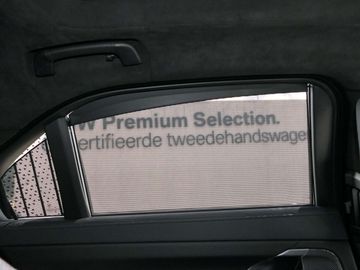 W Premium Selection.
ertifieerde tweedehandswage